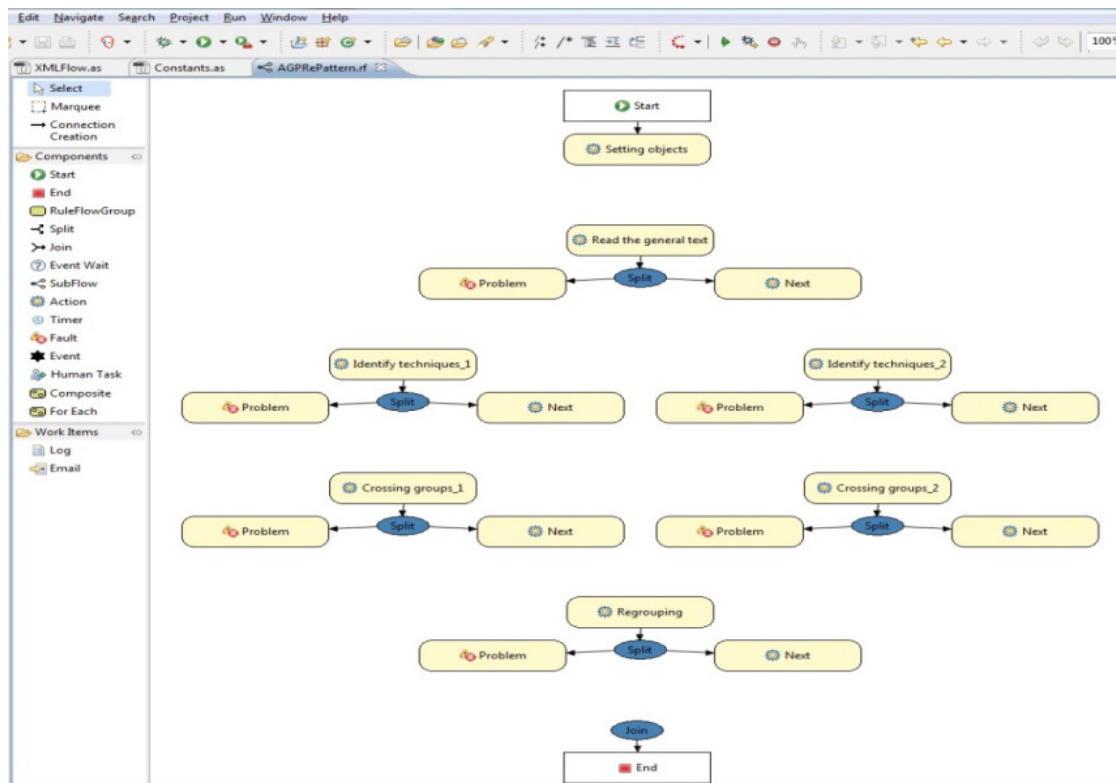 Edit Navigate Search Project Run Window Help
100%
XMLFlow.as Constants.as AGPRePattern.rf
Select
Marquee
Connection
Creation
Components
Start
End
RuleFlowGroup
Split
Join
Event Wait
SubFlow
Action
Timer
Fault
Event
Human Task
Composite
For Each
Work Items
Log
Email
Start
Setting objects
Read the general text
Split
Problem Next
Identify techniques_1 Identify techniques_2
Split Split
Problem Next Problem Next
Crossing groups_1 Crossing groups_2
Split Split
Problem Next Problem Next
Regrouping
Split
Problem Next
Join
End